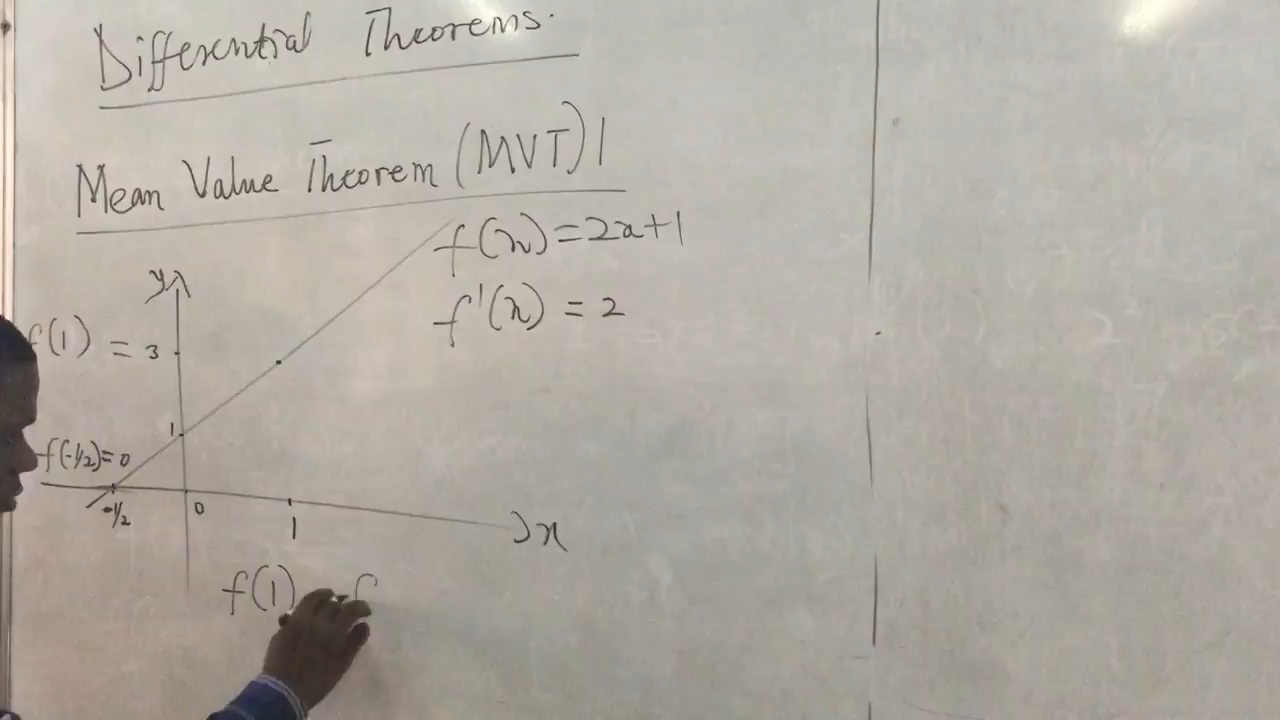 Differential Theorems.
Mean Value Theorem (MVT)
f(x) = 2x+1
f'(x) = 2
y
f(1) = 3
1
f(-1/2)=0
-1/2
0
1
x
f(1) - f